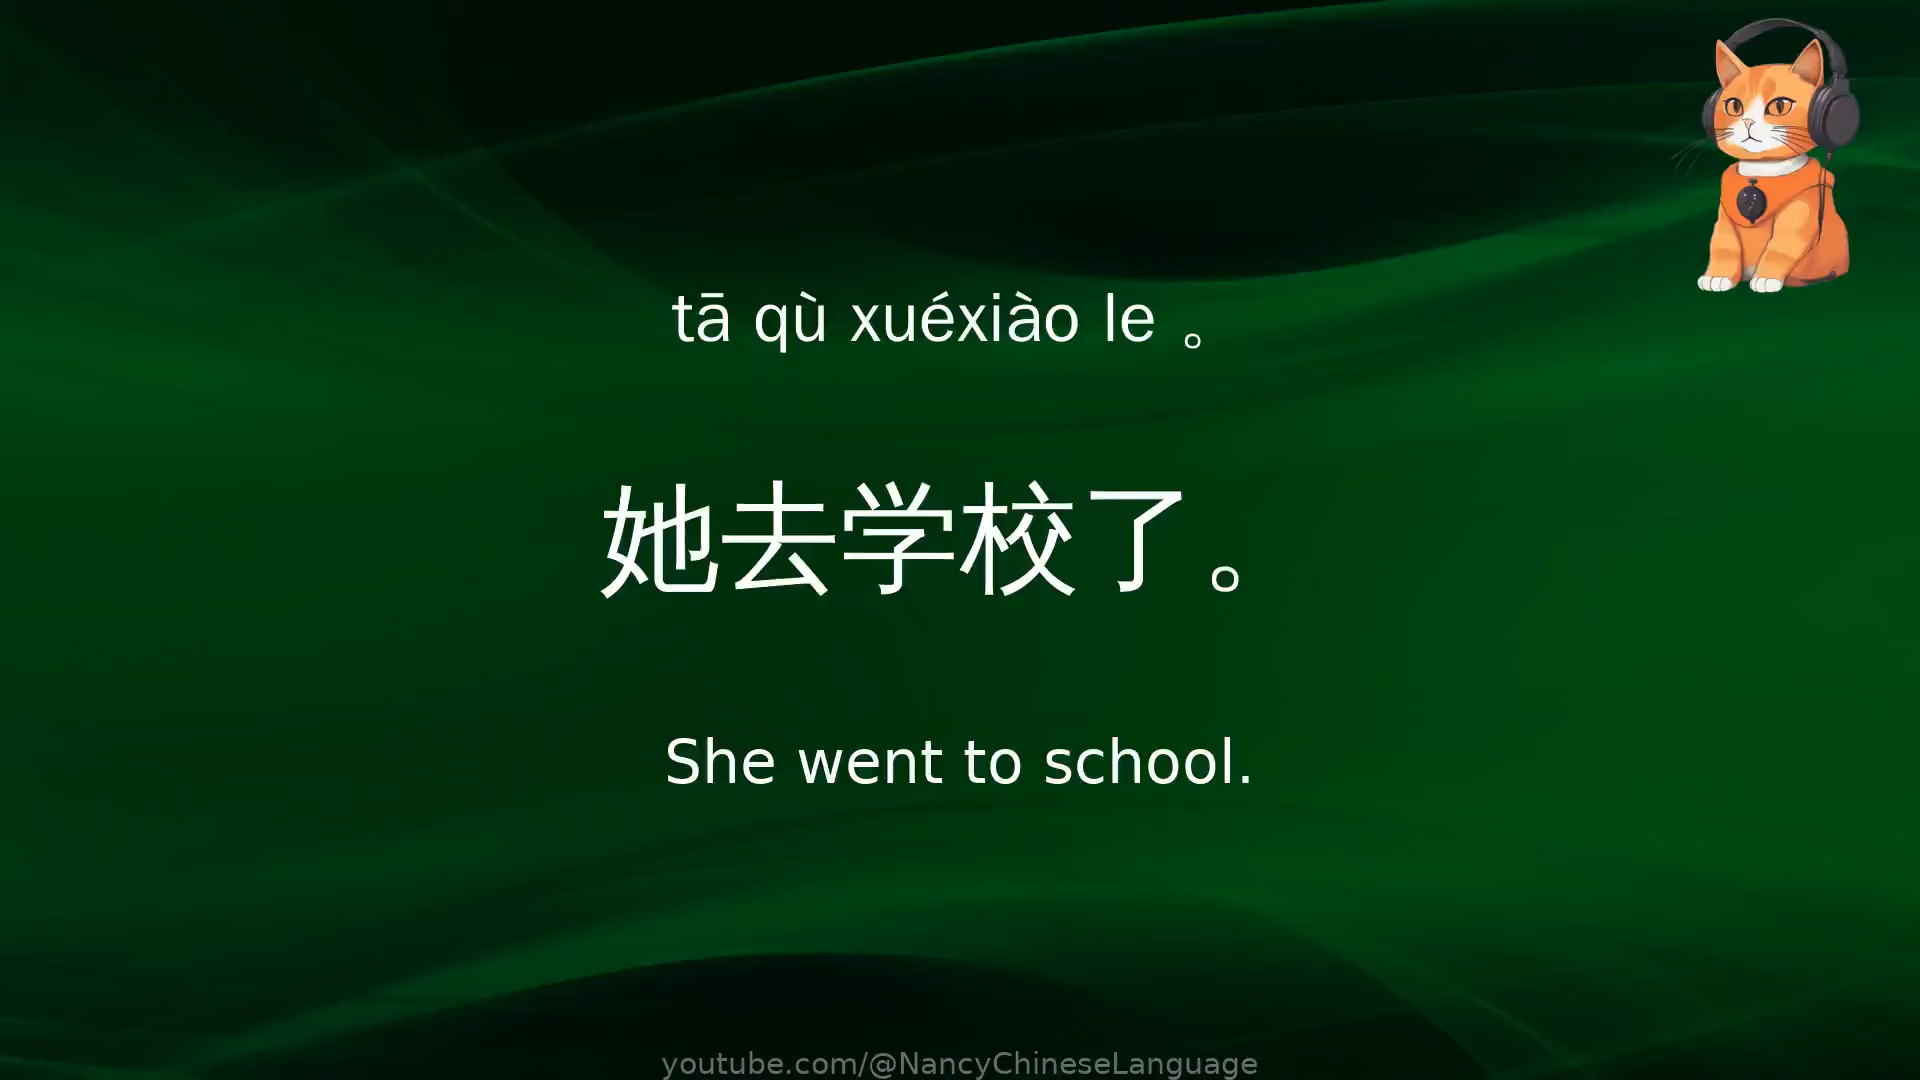 tā qù xuéxiào le 。
她去学校了。
She went to school.
youtube.com/@NancyChineseLanguage